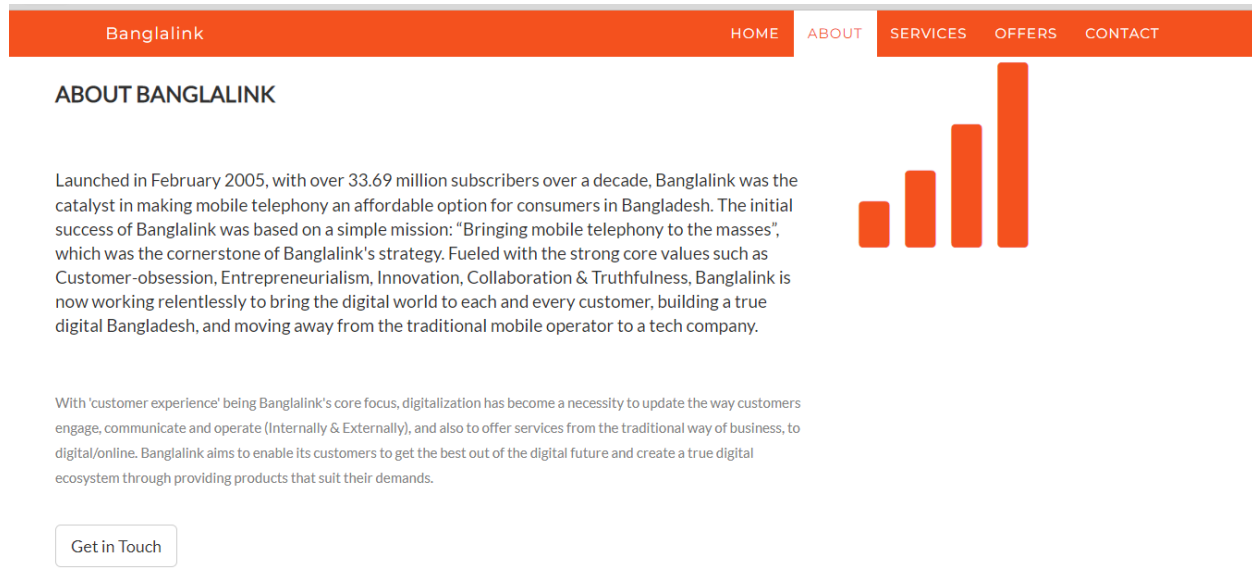 Banglalink
HOME ABOUT SERVICES OFFERS CONTACT
ABOUT BANGLALINK
Launched in February 2005, with over 33.69 million subscribers over a decade, Banglalink was the
catalyst in making mobile telephony an affordable option for consumers in Bangladesh. The initial
success of Banglalink was based on a simple mission: “Bringing mobile telephony to the masses”,
which was the cornerstone of Banglalink's strategy. Fueled with the strong core values such as
Customer-obsession, Entrepreneurialism, Innovation, Collaboration & Truthfulness, Banglalink is
now working relentlessly to bring the digital world to each and every customer, building a true
digital Bangladesh, and moving away from the traditional mobile operator to a tech company.
With 'customer experience' being Banglalink's core focus, digitalization has become a necessity to update the way customers
engage, communicate and operate (Internally & Externally), and also to offer services from the traditional way of business, to
digital/online. Banglalink aims to enable its customers to get the best out of the digital future and create a true digital
ecosystem through providing products that suit their demands.
Get in Touch